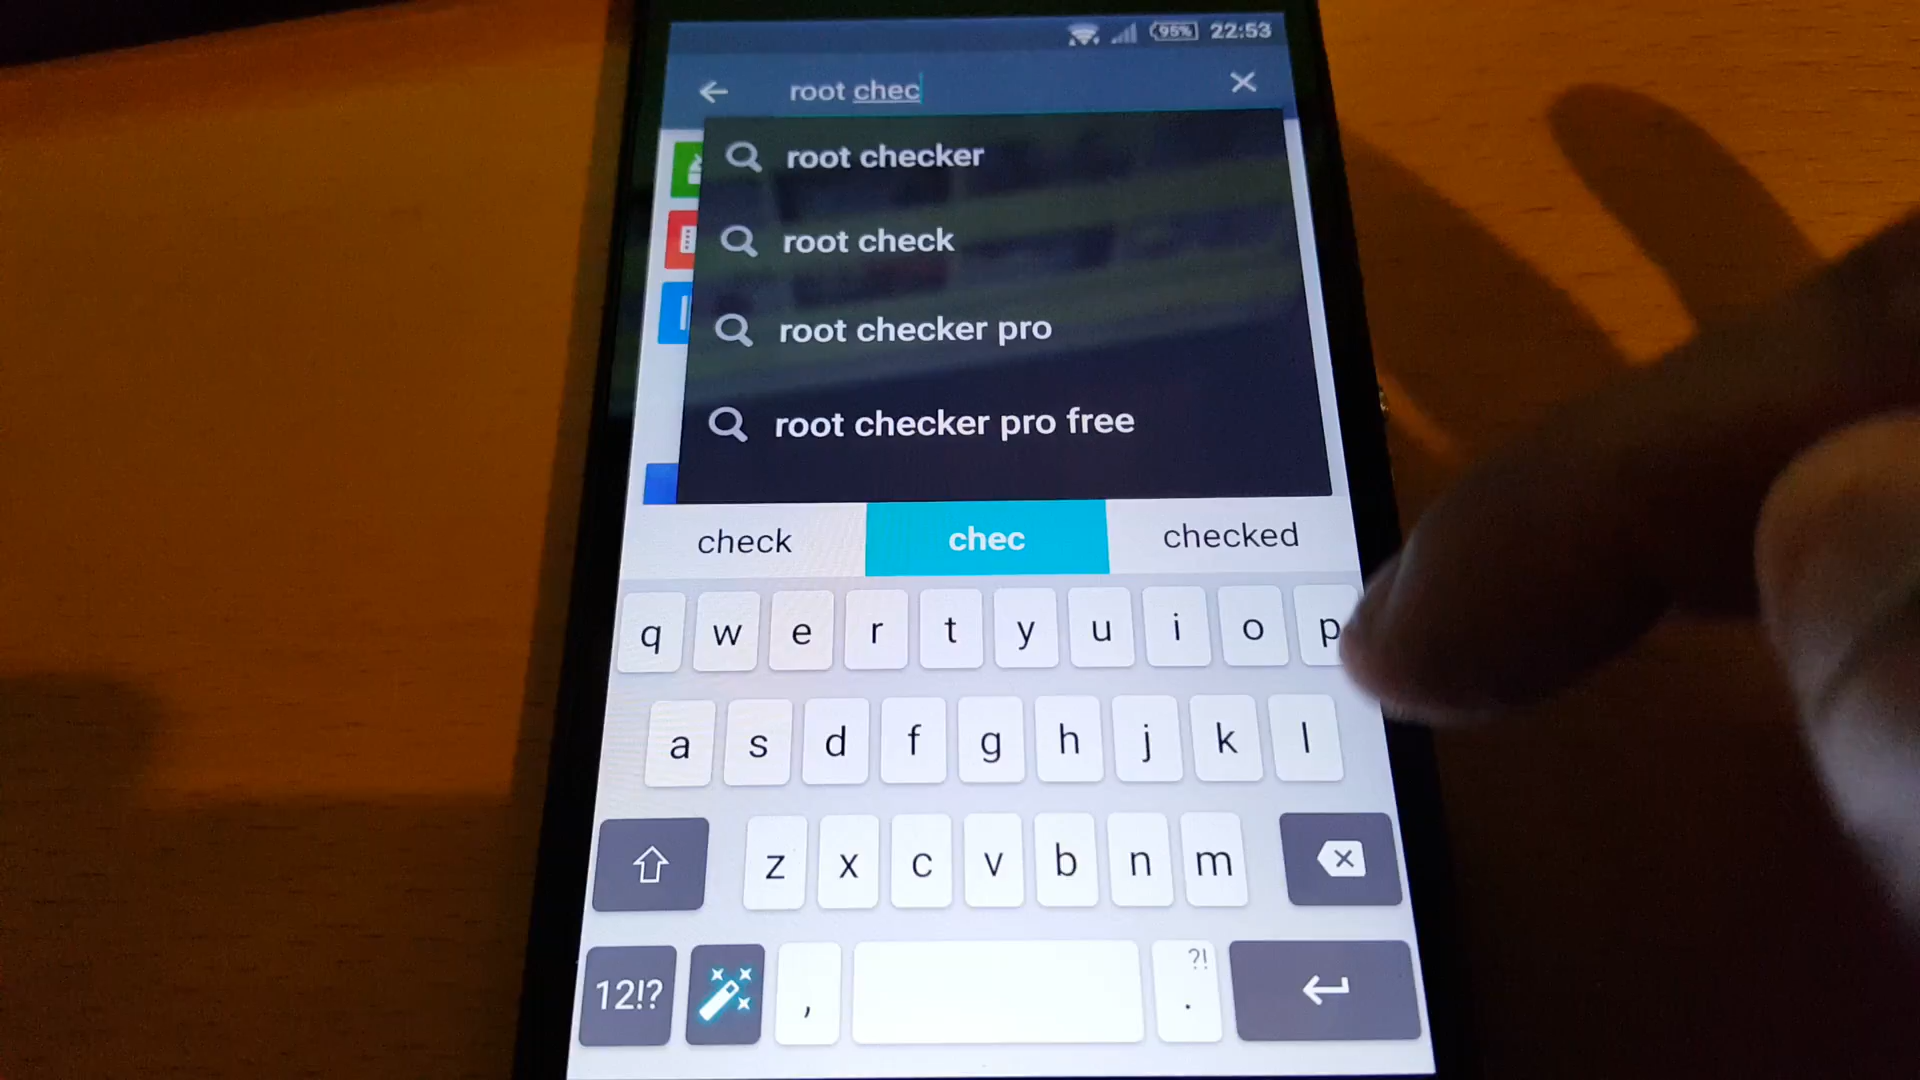 95% 22:53
root chec
root checker
root check
root checker pro
root checker pro free
check chec checked
q w e r t y u i o p
a s d f g h j k l
z x c v b n m
12!? , ?! .